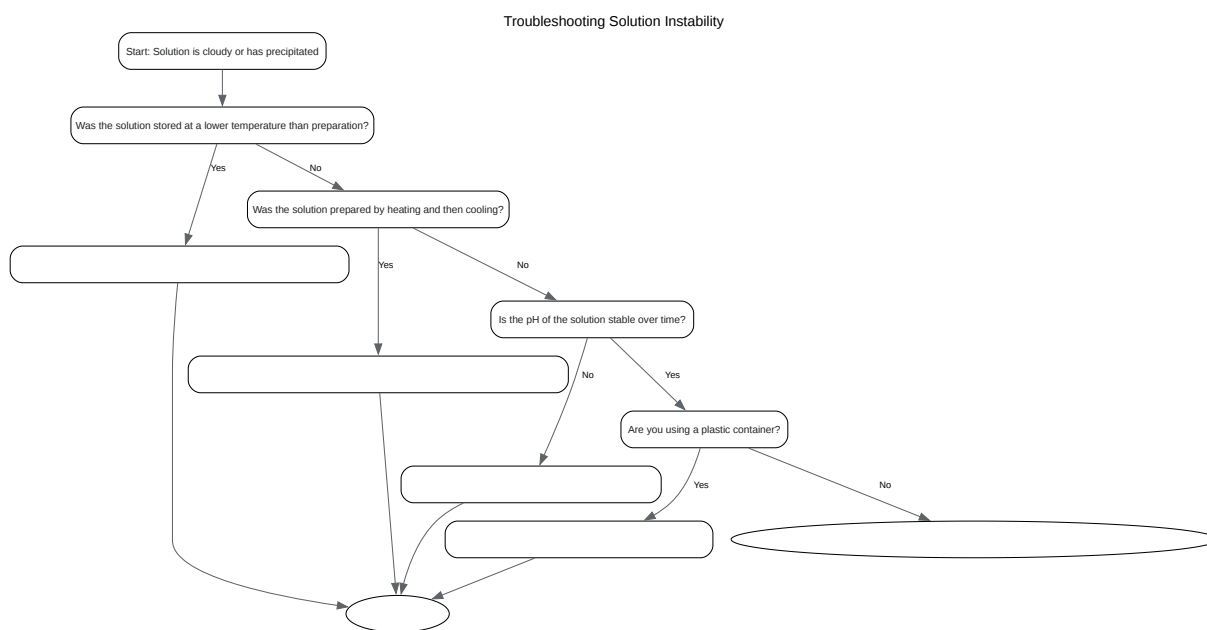 Troubleshooting Solution Instability
Start: Solution is cloudy or has precipitated
Was the solution stored at a lower temperature than preparation?
Yes
No
Was the solution prepared by heating and then cooling?
Yes
No
Is the pH of the solution stable over time?
No
Yes
Are you using a plastic container?
Yes
No